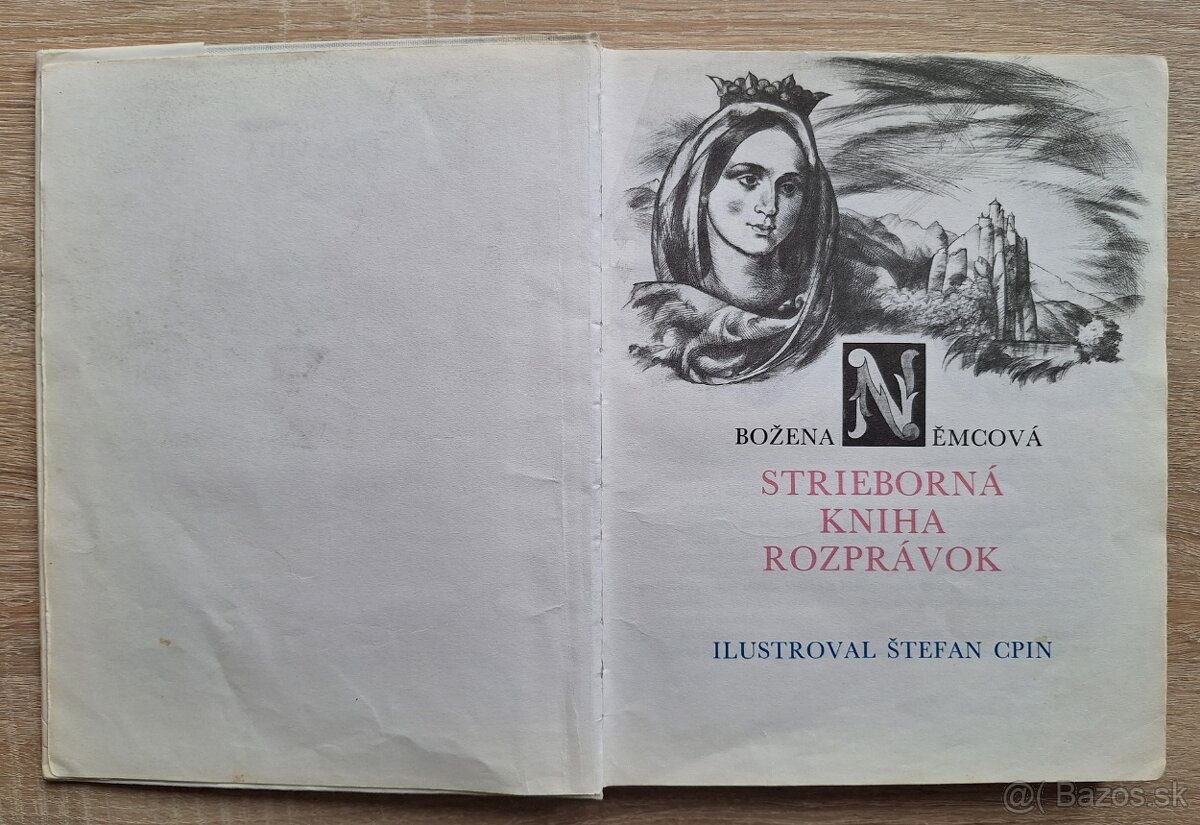 BOŽENA NĚMCOVÁ
STRIEBORNÁ
KNIHA
ROZPRÁVOK
ILUSTROVAL ŠTEFAN CPIN
@( Bazos.sk